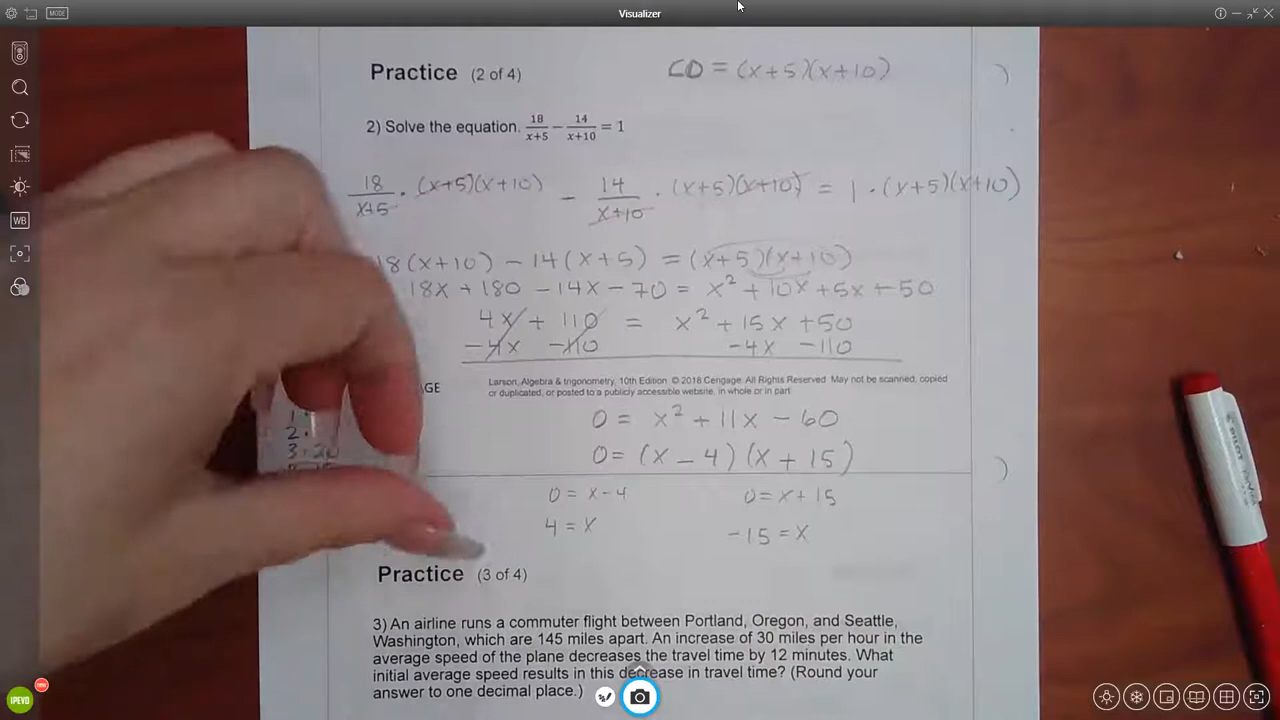 MODE
Visualizer
Practice (2 of 4)
CD = (x+5)(x+10)
2) Solve the equation. 18/x+5 − 14/x+10 = 1
18/x+5 · (x+5)(x+10) − 14/x+10 · (x+5)(x+10) = 1 · (x+5)(x+10)
18(x+10) − 14(x+5) = (x+5)(x+10)
18x + 180 − 14x − 70 = x² + 10x + 5x + 50
4x + 110 = x² + 15x + 50
−4x −110 −4x −110
AGE
Larson, Algebra & trigonometry, 10th Edition. © 2018 Cengage. All Rights Reserved. May not be scanned, copied
or duplicated, or posted to a publicly accessible website, in whole or in part.
1
2.
3.20
0 = x² + 11x − 60
0 = (x − 4)(x + 15)
0 = x − 4 0 = x + 15
4 = x −15 = x
Practice (3 of 4)
3) An airline runs a commuter flight between Portland, Oregon, and Seattle,
Washington, which are 145 miles apart. An increase of 30 miles per hour in the
average speed of the plane decreases the travel time by 12 minutes. What
initial average speed results in this decrease in travel time? (Round your
answer to one decimal place.)
WB
IPEVO
new